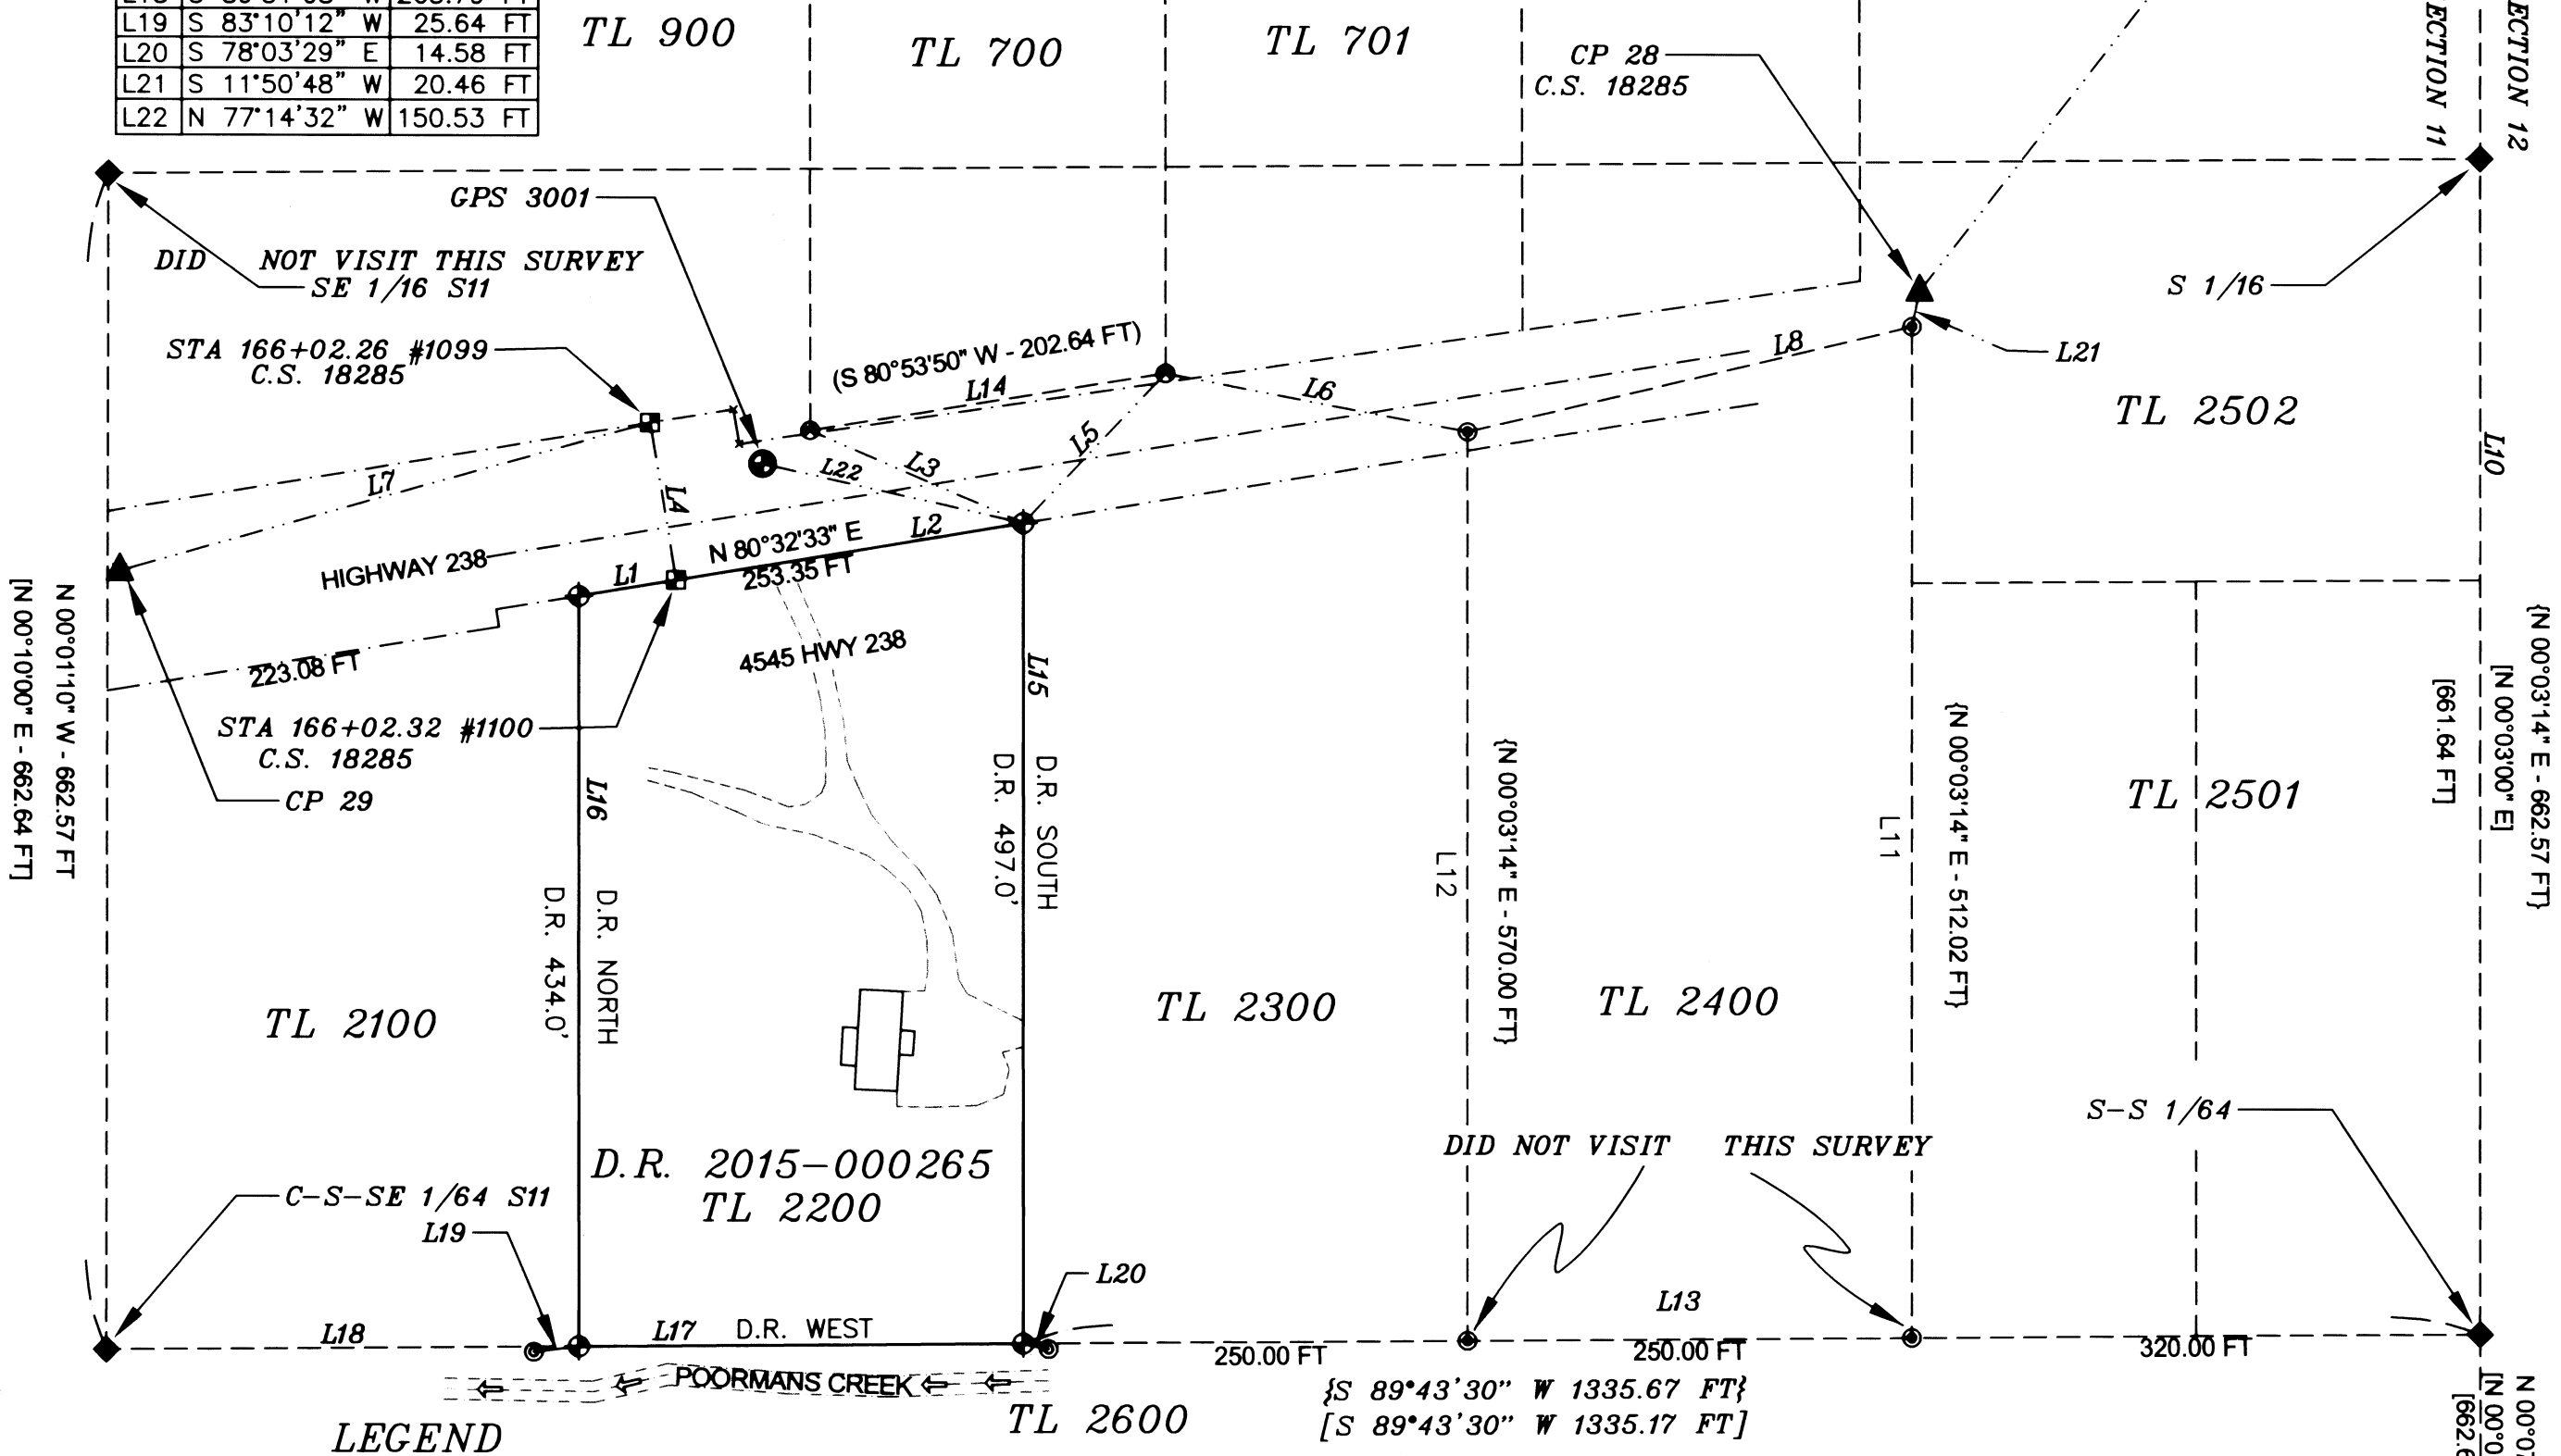 L19 S 83°10'12" W 25.64 FT
L20 S 78°03'29" E 14.58 FT
L21 S 11°50'48" W 20.46 FT
L22 N 77°14'32" W 150.53 FT
TL 900
TL 700
TL 701
CP 28
C.S. 18285
ECTION 11
ECTION 12
GPS 3001
DID NOT VISIT THIS SURVEY
SE 1/16 S11
S 1/16
STA 166+02.26 #1099
C.S. 18285
(S 80°53'50" W - 202.64 FT)
L14
L8
L21
L6
TL 2502
L5
L3
L22
L10
L7
L4
L2
N 80°32'33" E
253.35 FT
HIGHWAY 238
L1
223.08 FT
4545 HWY 238
L15
STA 166+02.32 #1100
C.S. 18285
CP 29
N 00°01'10" W - 662.57 FT
[N 00°10'00" E - 662.64 FT]
L16
D.R. SOUTH
D.R. 497.0'
D.R. NORTH
D.R. 434.0'
{N 00°03'14" E - 570.00 FT}
L12
{N 00°03'14" E - 512.02 FT}
L11
{N 00°03'14" E - 662.57 FT}
[N 00°03'00" E]
[661.64 FT]
TL 2501
TL 2100
TL 2300
TL 2400
S-S 1/64
DID NOT VISIT THIS SURVEY
D.R. 2015-000265
TL 2200
C-S-SE 1/64 S11
L19
L20
L13
L18
L17
D.R. WEST
250.00 FT
250.00 FT
320.00 FT
POORMANS CREEK
{S 89°43'30" W 1335.67 FT}
[S 89°43'30" W 1335.17 FT]
TL 2600
LEGEND